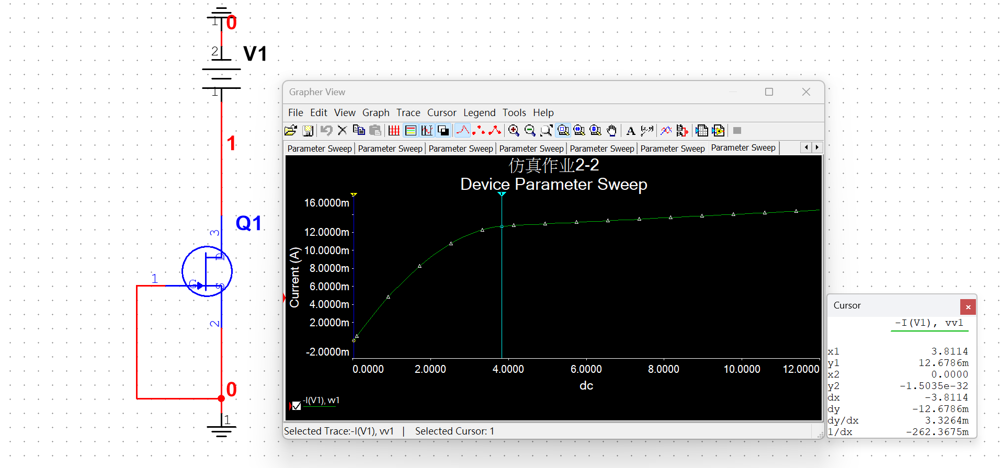 1
0
2
V1
1
1
Q1
3
D
1
G
S
2
0
1
Grapher View
File Edit View Graph Trace Cursor Legend Tools Help
Parameter Sweep Parameter Sweep Parameter Sweep Parameter Sweep Parameter Sweep Parameter Sweep Parameter Sweep
仿真作业2-2
Device Parameter Sweep
16.0000m
12.0000m
10.0000m
8.0000m
6.0000m
4.0000m
2.0000m
-2.0000m
Current (A)
0.0000 2.0000 4.0000 6.0000 8.0000 10.0000 12.0000
dc
-I(V1), vv1
Selected Trace:-I(V1), vv1 | Selected Cursor: 1
Cursor
-I(V1), vv1
x1 3.8114
y1 12.6786m
x2 0.0000
y2 -1.5035e-32
dx -3.8114
dy -12.6786m
dy/dx 3.3264m
1/dx -262.3675m